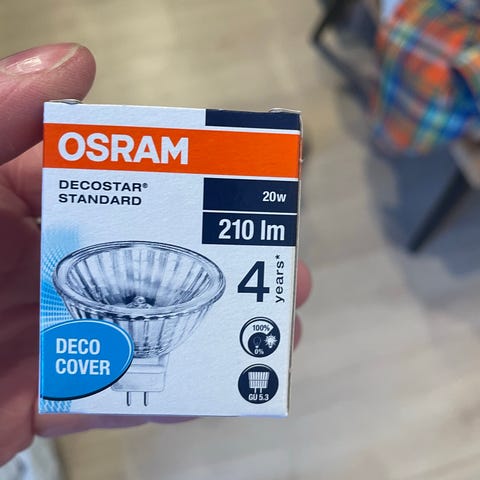 OSRAM
DECOSTAR®
STANDARD
20w
210 lm
4 years*
100%
0%
DECO
COVER
GU 5.3